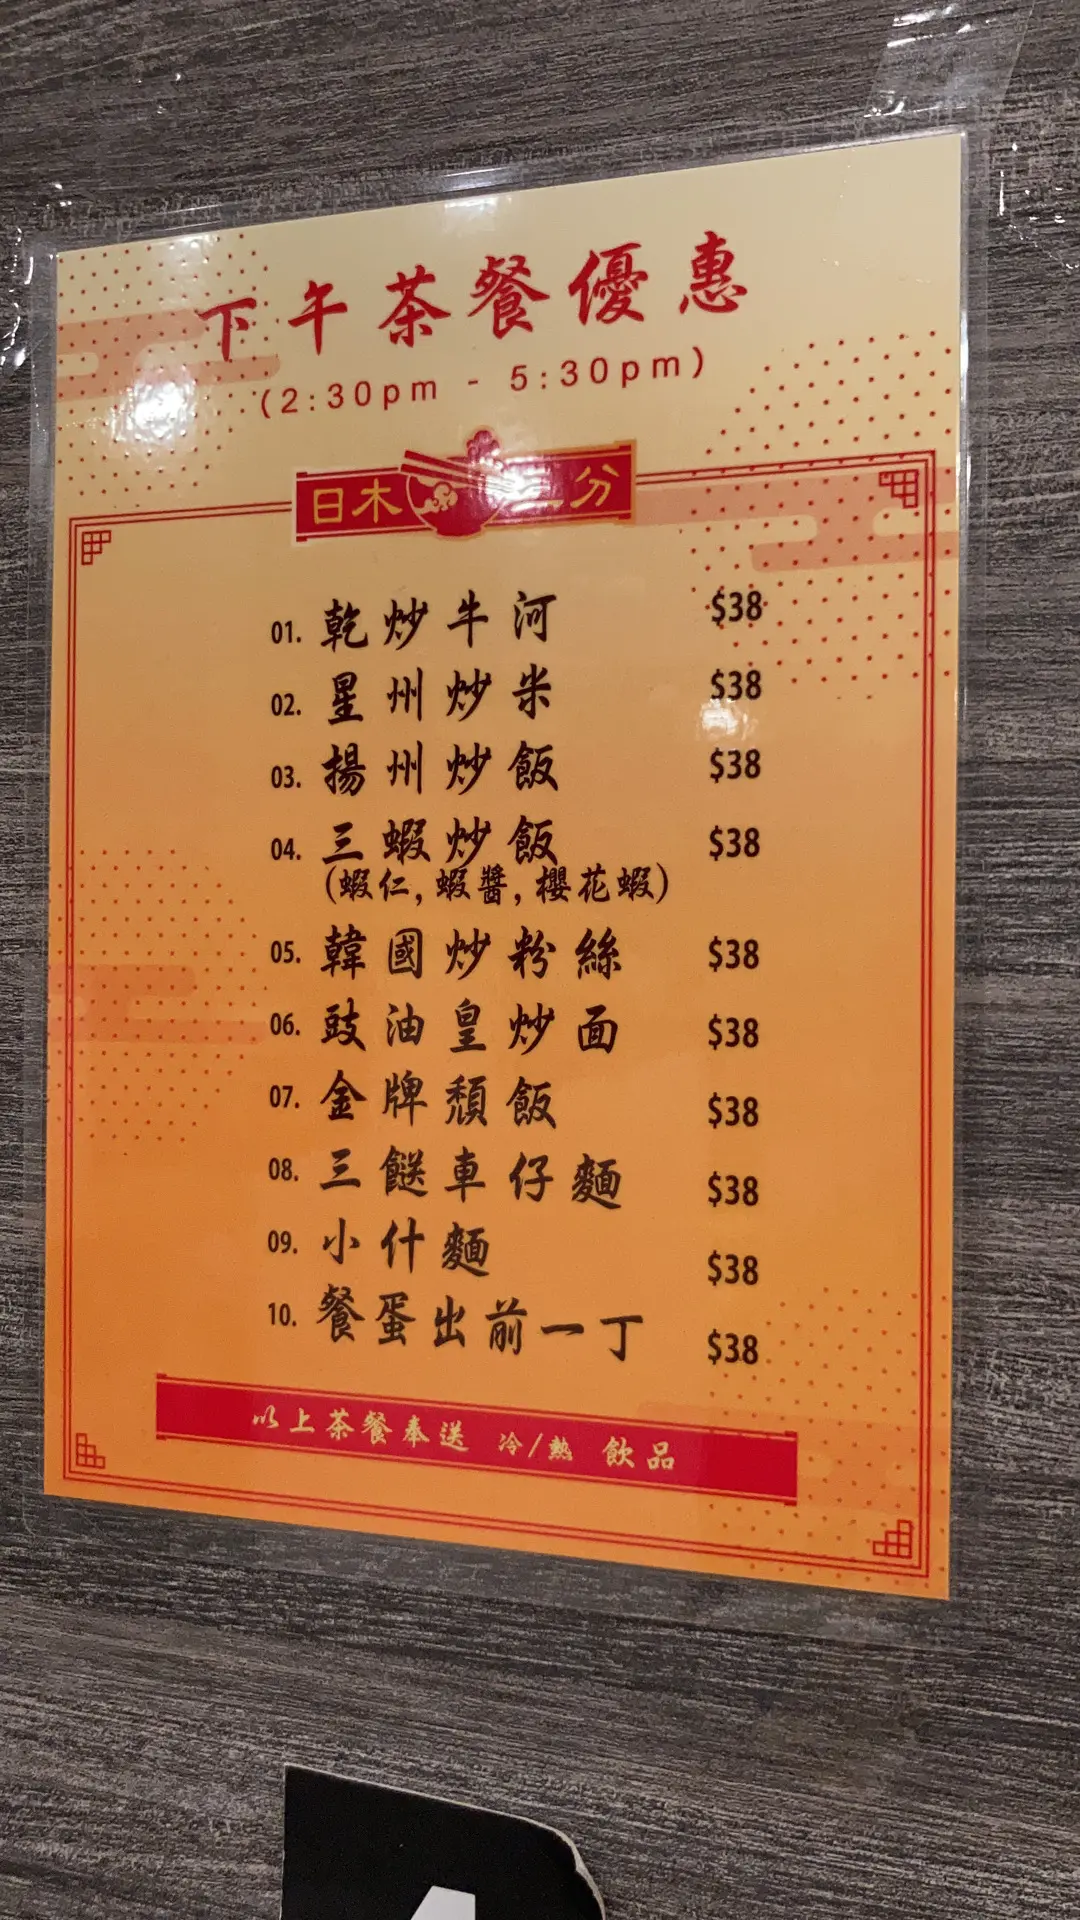 下午茶餐優惠
(2:30pm - 5:30pm)
日木 二分
01. 乾炒牛河 $38
02. 星州炒米 $38
03. 揚州炒飯 $38
04. 三蝦炒飯 $38
(蝦仁, 蝦醬, 櫻花蝦)
05. 韓國炒粉絲 $38
06. 豉油皇炒面 $38
07. 金牌頹飯 $38
08. 三餸車仔麵 $38
09. 小什麵 $38
10. 餐蛋出前一丁 $38
以上茶餐奉送 冷/熱 飲品